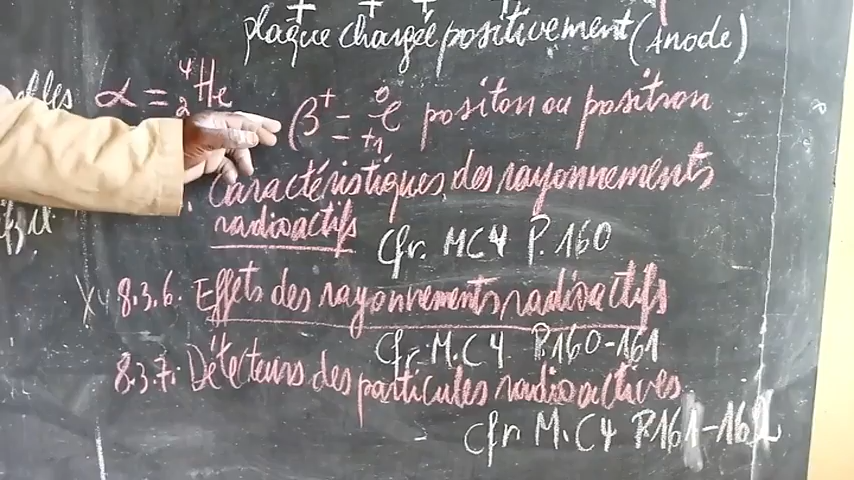 + + + +
plaque chargée positivement (Anode)
α = ⁴₂He
β⁺ = ⁰₊₁e positon ou positron
. Caractéristiques des rayonnements
radioactifs
Cfr. MC4 P.160
8.3.6. Effets des rayonnements radioactifs
Cfr. M.C4 P.160-161
8.3.7. Détecteurs des particules radioactives
Cfr M.C4 P.161-162